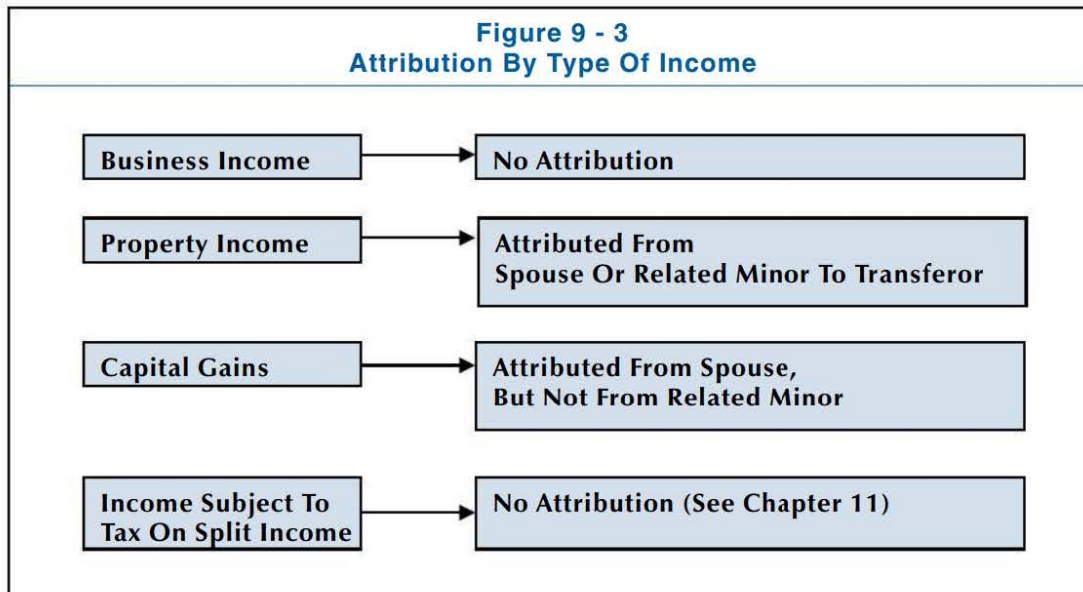 Figure 9 - 3
Attribution By Type Of Income
Business Income
No Attribution
Property Income
Attributed From
Spouse Or Related Minor To Transferor
Capital Gains
Attributed From Spouse,
But Not From Related Minor
Income Subject To
Tax On Split Income
No Attribution (See Chapter 11)